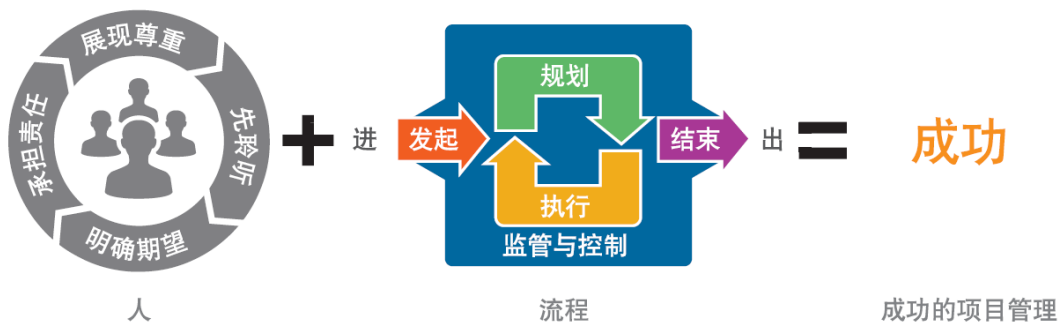 展现尊重
先聆听
明确期望
承担责任
人
+
进
发起
规划
执行
监管与控制
结束
出
=
成功
流程
成功的项目管理